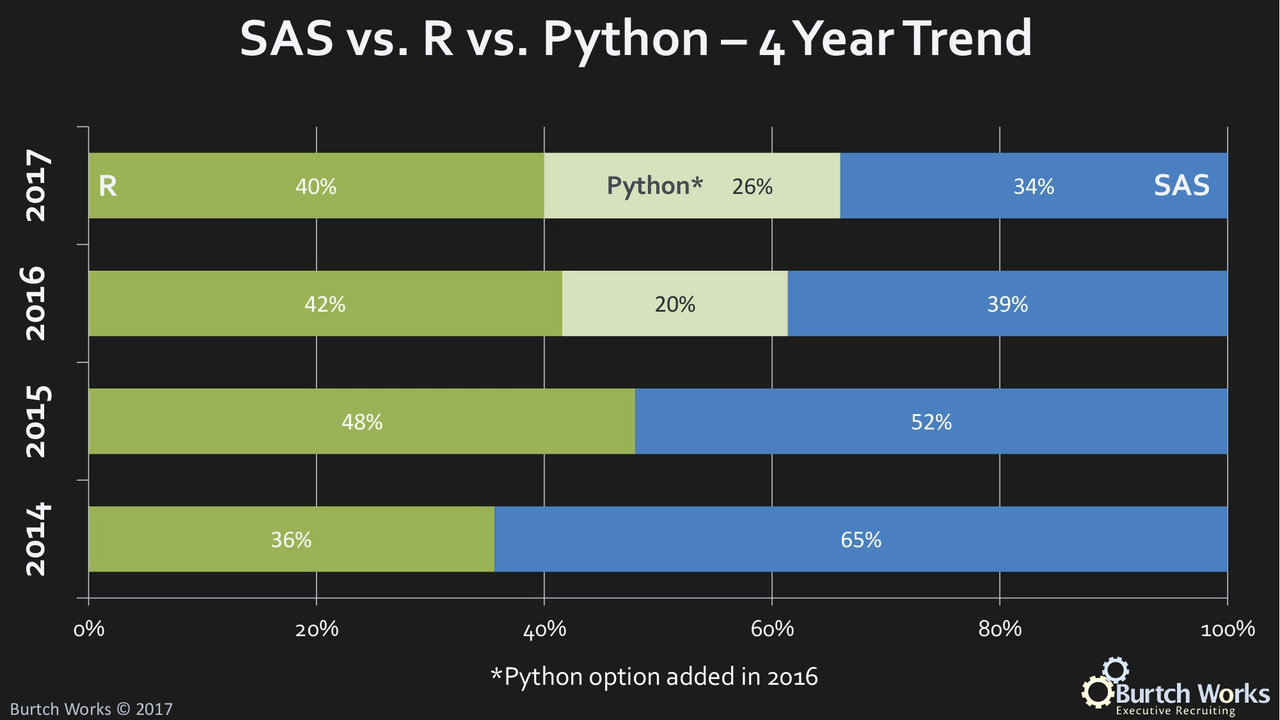 SAS vs. R vs. Python – 4 Year Trend
2017
R 40% Python* 26% 34% SAS
2016
42% 20% 39%
2015
48% 52%
2014
36% 65%
0% 20% 40% 60% 80% 100%
*Python option added in 2016
Burtch Works © 2017
Burtch Works
Executive Recruiting